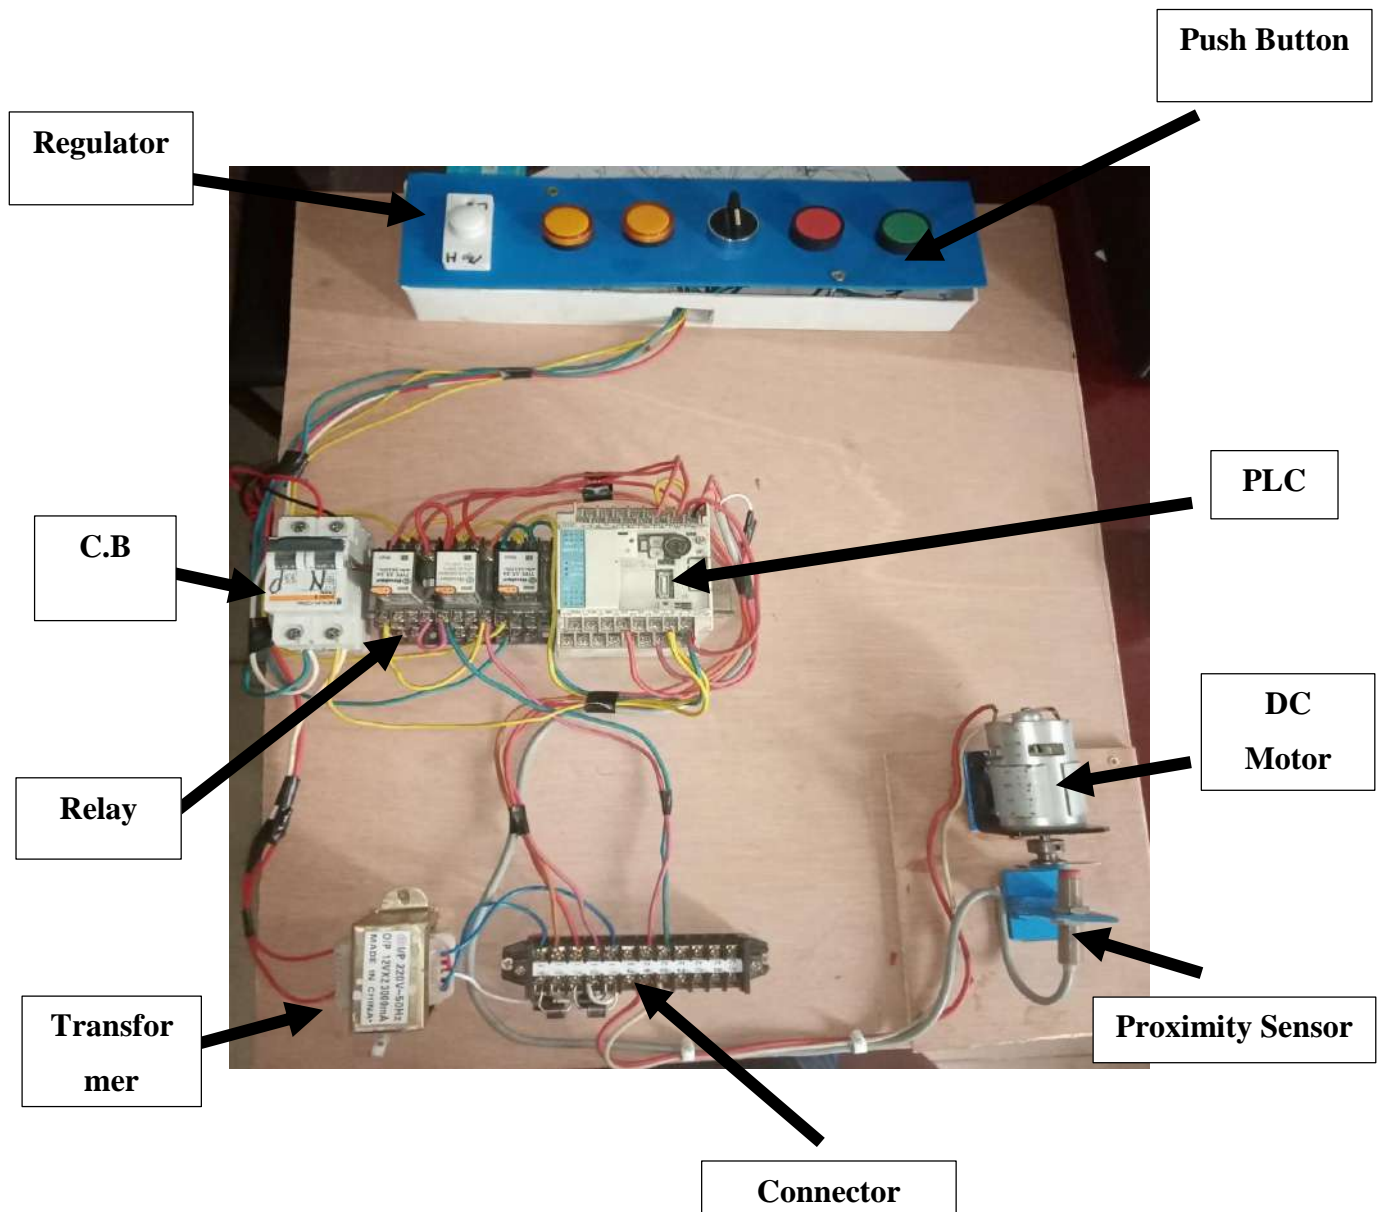 Push Button
Regulator
L
H
PLC
C.B
P
N
DC
Motor
Relay
I/P 220V~50Hz
O/P 12VX2 3000mA
MADE IN CHINA
Transfor
mer
Proximity Sensor
Connector